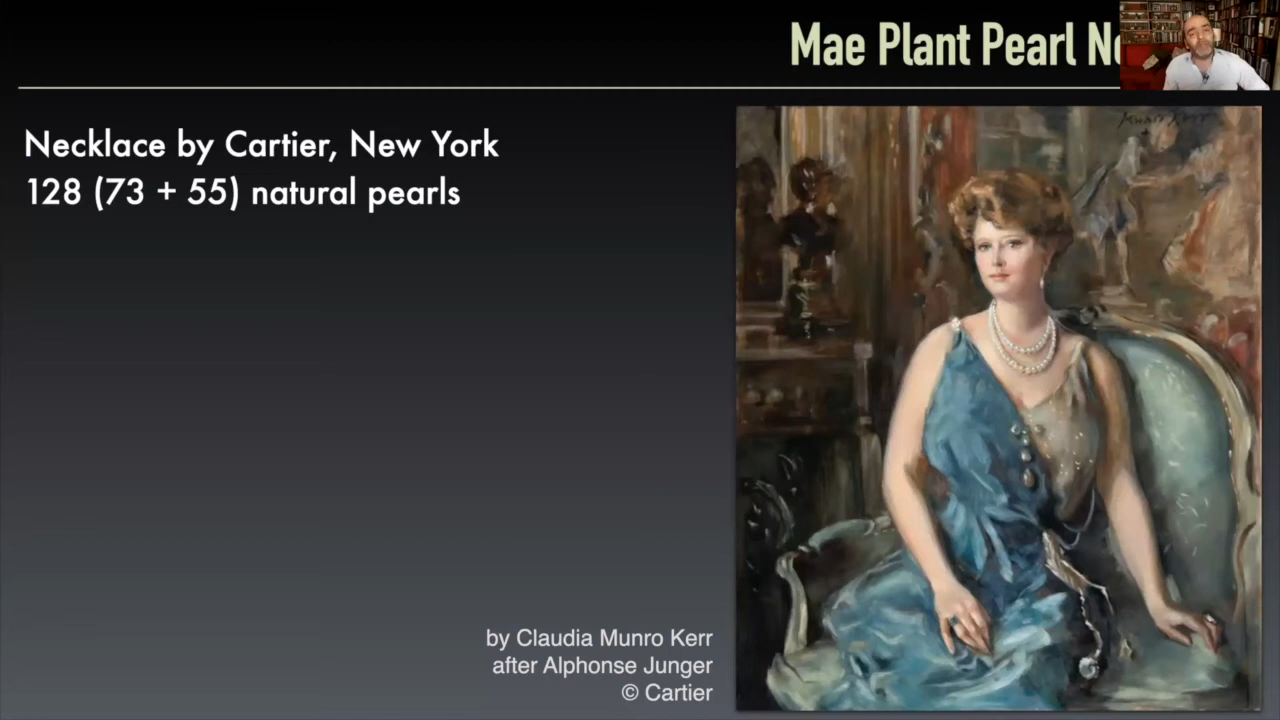 Mae Plant Pearl
Necklace by Cartier, New York
128 (73 + 55) natural pearls
by Claudia Munro Kerr
after Alphonse Junger
© Cartier